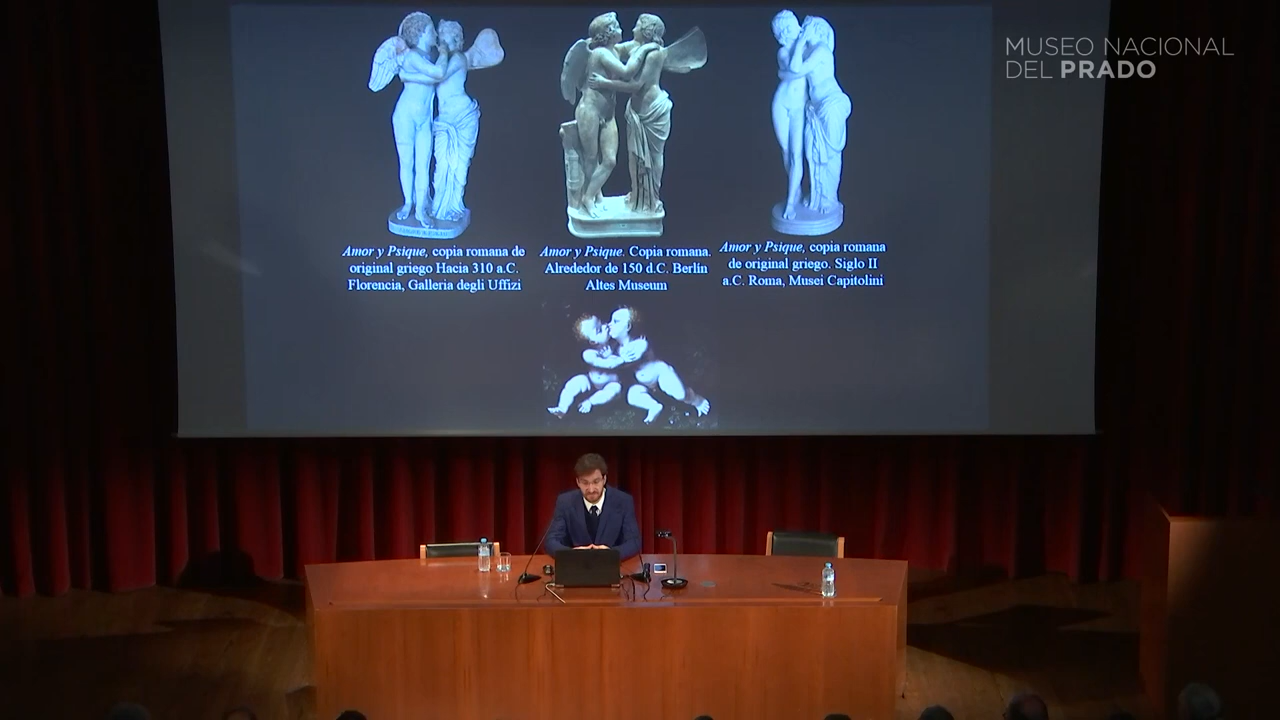 MUSEO NACIONAL
DEL PRADO
Amor y Psique, copia romana de
original griego Hacia 310 a.C.
Florencia, Galleria degli Uffizi
Amor y Psique. Copia romana.
Alrededor de 150 d.C. Berlín
Altes Museum
Amor y Psique, copia romana
de original griego. Siglo II
a.C. Roma, Musei Capitolini